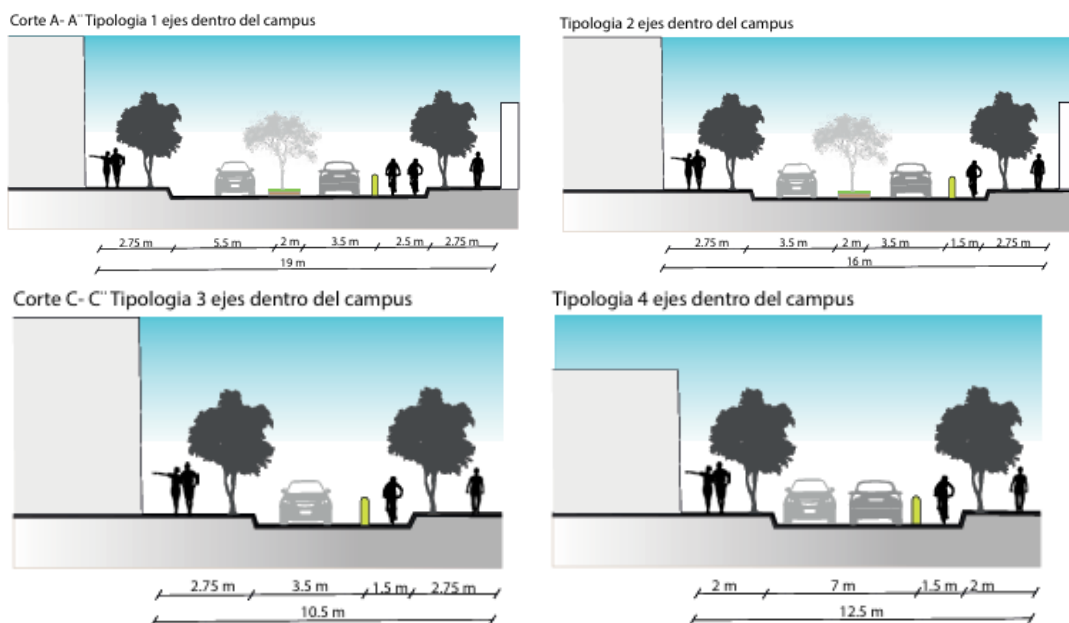 Corte A- A¨ Tipologia 1 ejes dentro del campus
2.75 m 5.5 m 2 m 3.5 m 2.5 m 2.75 m
19 m
Tipologia 2 ejes dentro del campus
2.75 m 3.5 m 2 m 3.5 m 1.5 m 2.75 m
16 m
Corte C- C¨ Tipologia 3 ejes dentro del campus
2.75 m 3.5 m 1.5 m 2.75 m
10.5 m
Tipologia 4 ejes dentro del campus
2 m 7 m 1.5 m 2 m
12.5 m